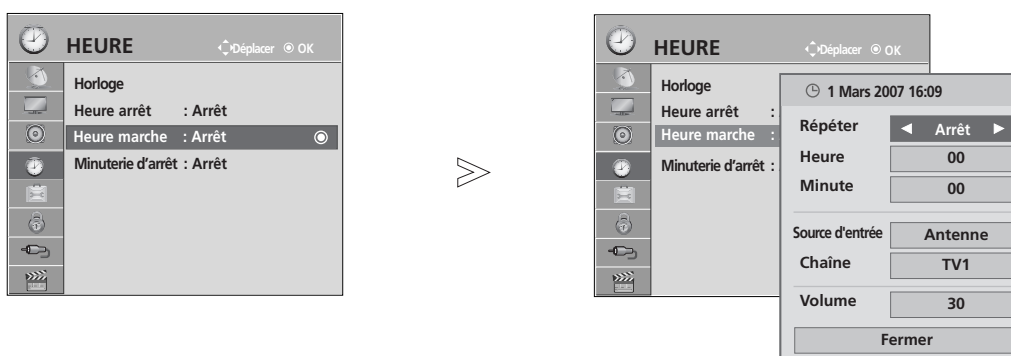 HEURE
Déplacer OK
Horloge
Heure arrêt : Arrêt
Heure marche : Arrêt
Minuterie d'arrêt : Arrêt
HEURE
Déplacer OK
Horloge
Heure arrêt :
Heure marche :
Minuterie d'arrêt :
1 Mars 2007 16:09
Répéter ◀ Arrêt ▶
Heure 00
Minute 00
Source d'entrée Antenne
Chaîne TV1
Volume 30
Fermer